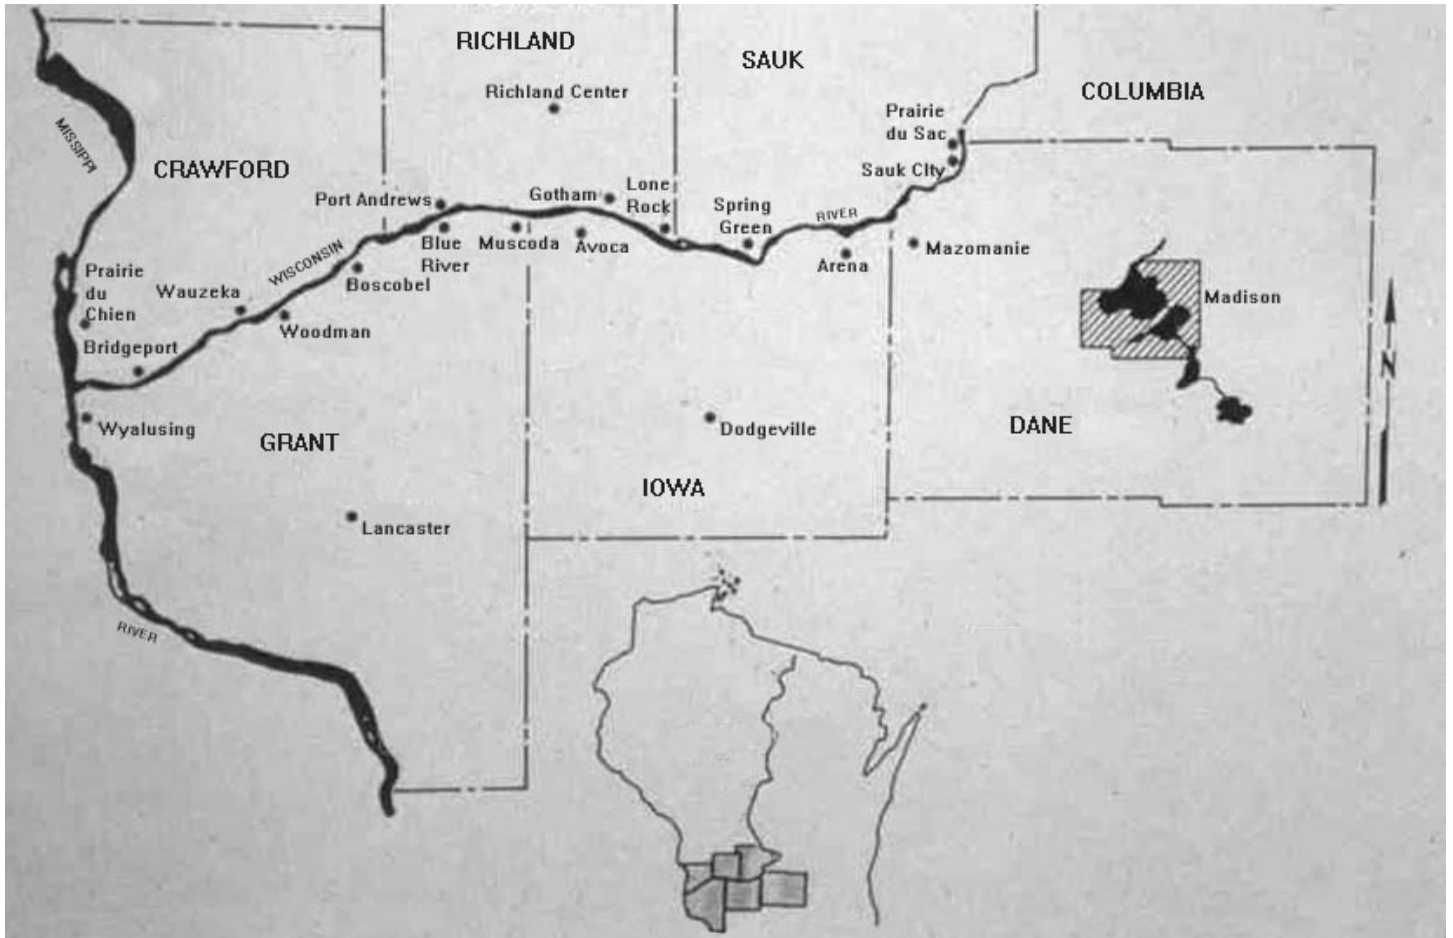 RICHLAND
SAUK
COLUMBIA
Richland Center
Prairie
du Sac
Sauk CIty
MISSIPPI
CRAWFORD
Port Andrews
Gotham
Lone
Rock
Spring
Green
RIVER
Mazomanie
Blue
River
Muscoda
Avoca
Arena
WISCONSIN
Boscobel
Prairie
du
Chien
Wauzeka
Woodman
Bridgeport
Madison
N
Wyalusing
GRANT
Dodgeville
DANE
IOWA
Lancaster
RIVER